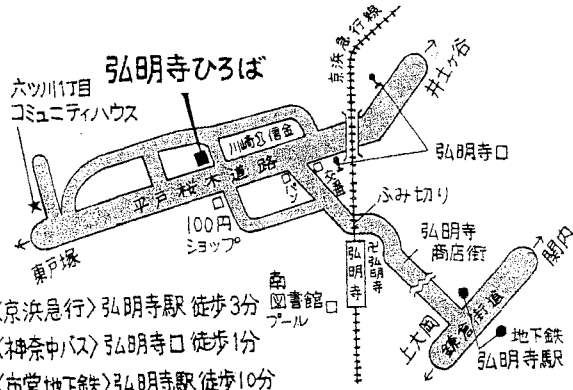 京浜急行線
弘明寺ひろば
六ツ川1丁目
コミュニティハウス
井土ヶ谷
川崎信金
弘明寺口
平戸桜木道路
パン
交番
ふみ切り
100円
ショップ
東戸塚
弘明寺
卍弘明寺
弘明寺
商店街
関内
南
図書館
プール
上大岡
鎌倉街道
地下鉄
弘明寺駅
〈京浜急行〉弘明寺駅 徒歩3分
〈神奈中バス〉弘明寺口 徒歩1分
〈市営地下鉄〉弘明寺駅 徒歩10分